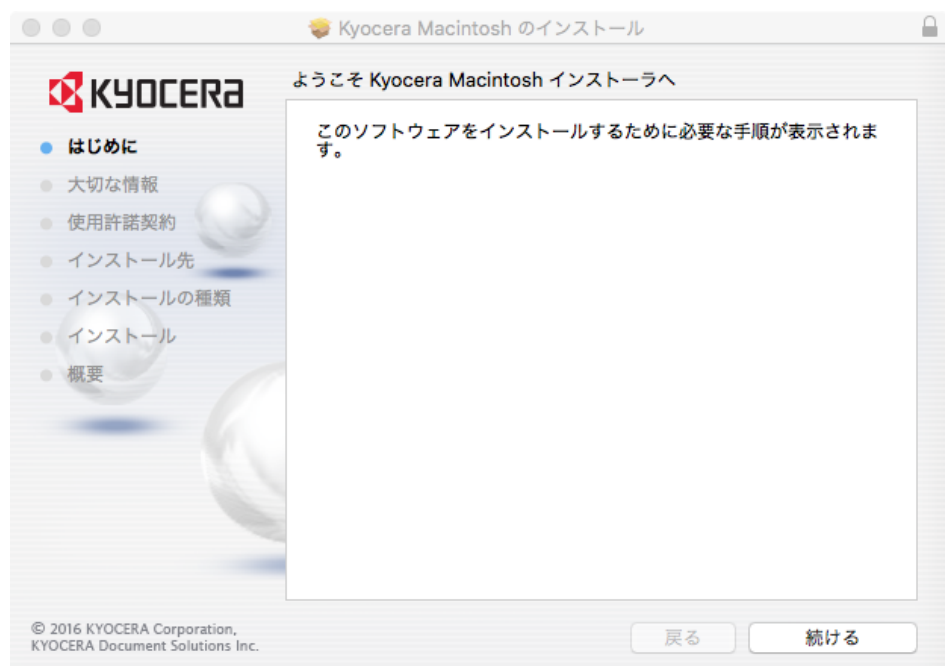 Kyocera Macintosh のインストール
KYOCERA
ようこそ Kyocera Macintosh インストーラへ
このソフトウェアをインストールするために必要な手順が表示されま
す。
はじめに
大切な情報
使用許諾契約
インストール先
インストールの種類
インストール
概要
© 2016 KYOCERA Corporation,
KYOCERA Document Solutions Inc.
戻る
続ける